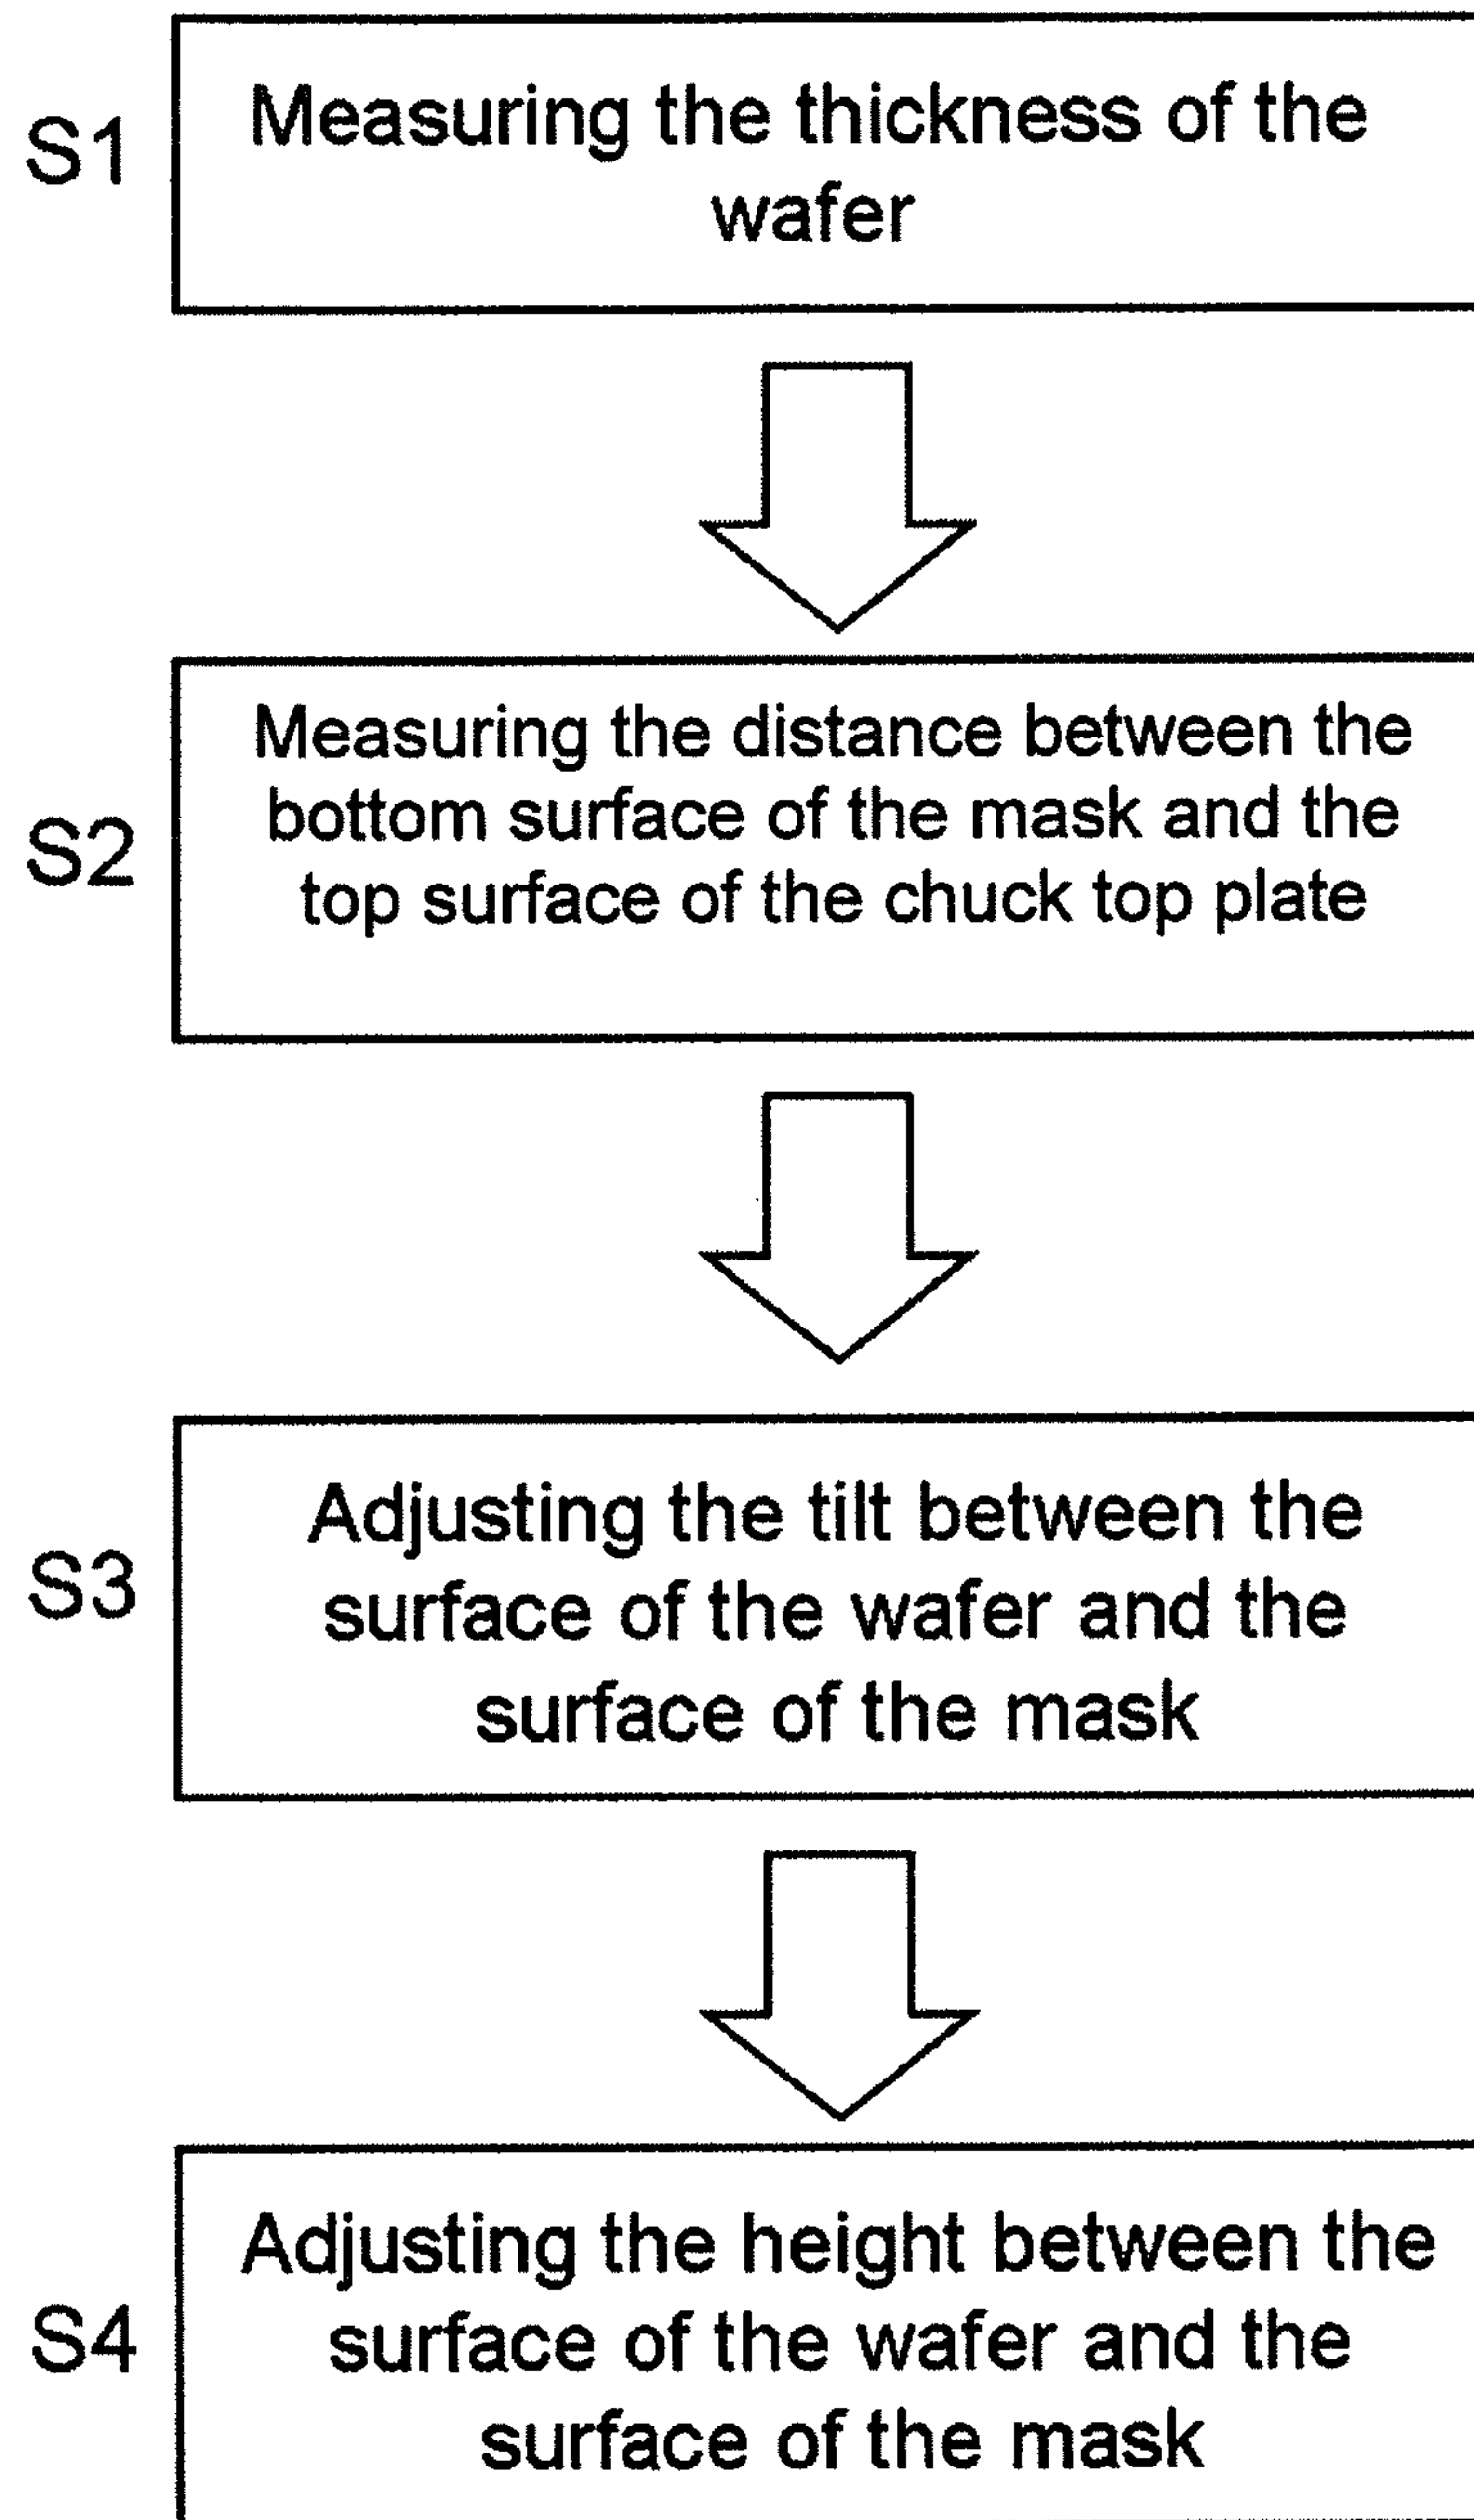 S1
Measuring the thickness of the
wafer
S2
Measuring the distance between the
bottom surface of the mask and the
top surface of the chuck top plate
S3
Adjusting the tilt between the
surface of the wafer and the
surface of the mask
S4
Adjusting the height between the
surface of the wafer and the
surface of the mask